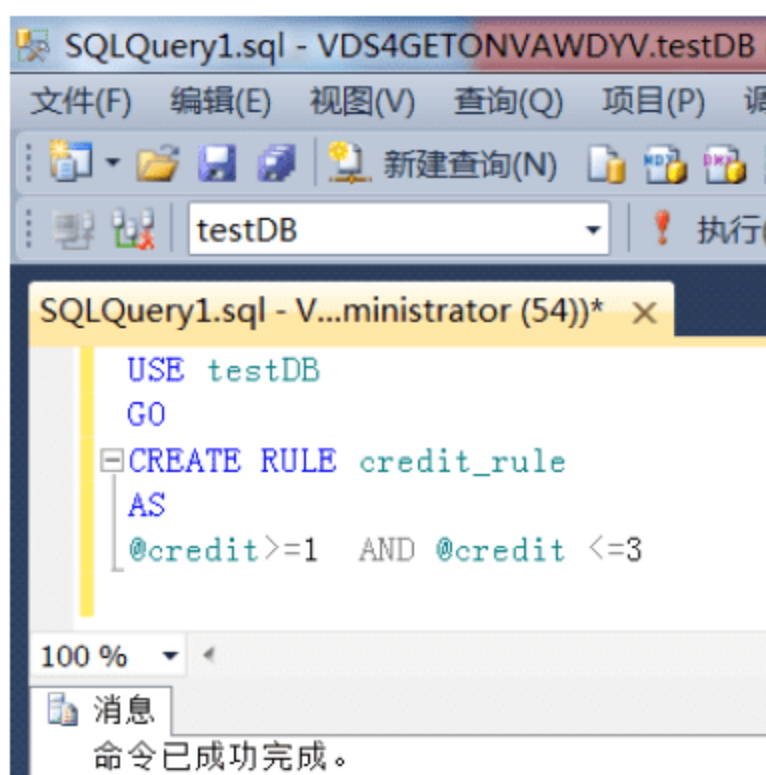 SQLQuery1.sql - VDS4GETONVAWDYV.testDB
文件(F) 编辑(E) 视图(V) 查询(Q) 项目(P) 调
新建查询(N)
testDB 执行(
SQLQuery1.sql - V...ministrator (54))*
USE testDB
GO
CREATE RULE credit_rule
AS
@credit>=1 AND @credit <=3
100 %
消息
命令已成功完成。